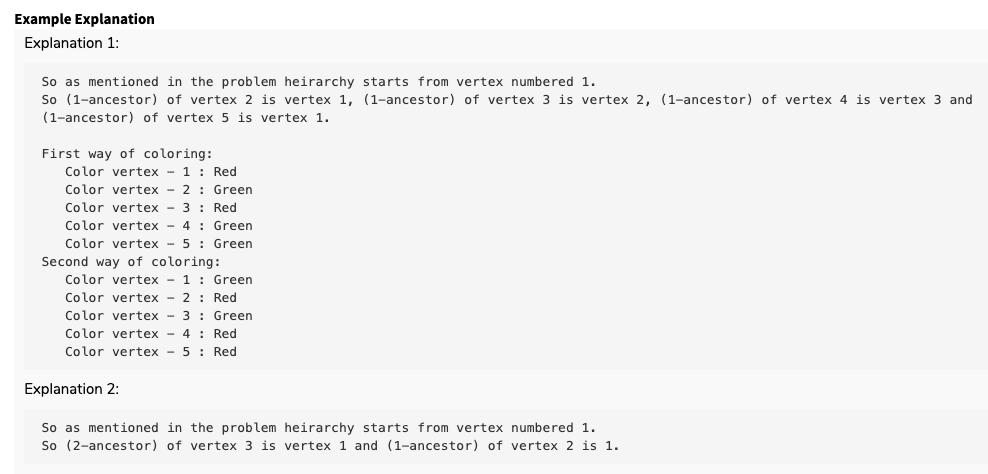 Example Explanation
Explanation 1:
So as mentioned in the problem heirarchy starts from vertex numbered 1.
So (1-ancestor) of vertex 2 is vertex 1, (1-ancestor) of vertex 3 is vertex 2, (1-ancestor) of vertex 4 is vertex 3 and
(1-ancestor) of vertex 5 is vertex 1.
First way of coloring:
Color vertex - 1 : Red
Color vertex - 2 : Green
Color vertex - 3 : Red
Color vertex - 4 : Green
Color vertex - 5 : Green
Second way of coloring:
Color vertex - 1 : Green
Color vertex - 2 : Red
Color vertex - 3 : Green
Color vertex - 4 : Red
Color vertex - 5 : Red
Explanation 2:
So as mentioned in the problem heirarchy starts from vertex numbered 1.
So (2-ancestor) of vertex 3 is vertex 1 and (1-ancestor) of vertex 2 is 1.